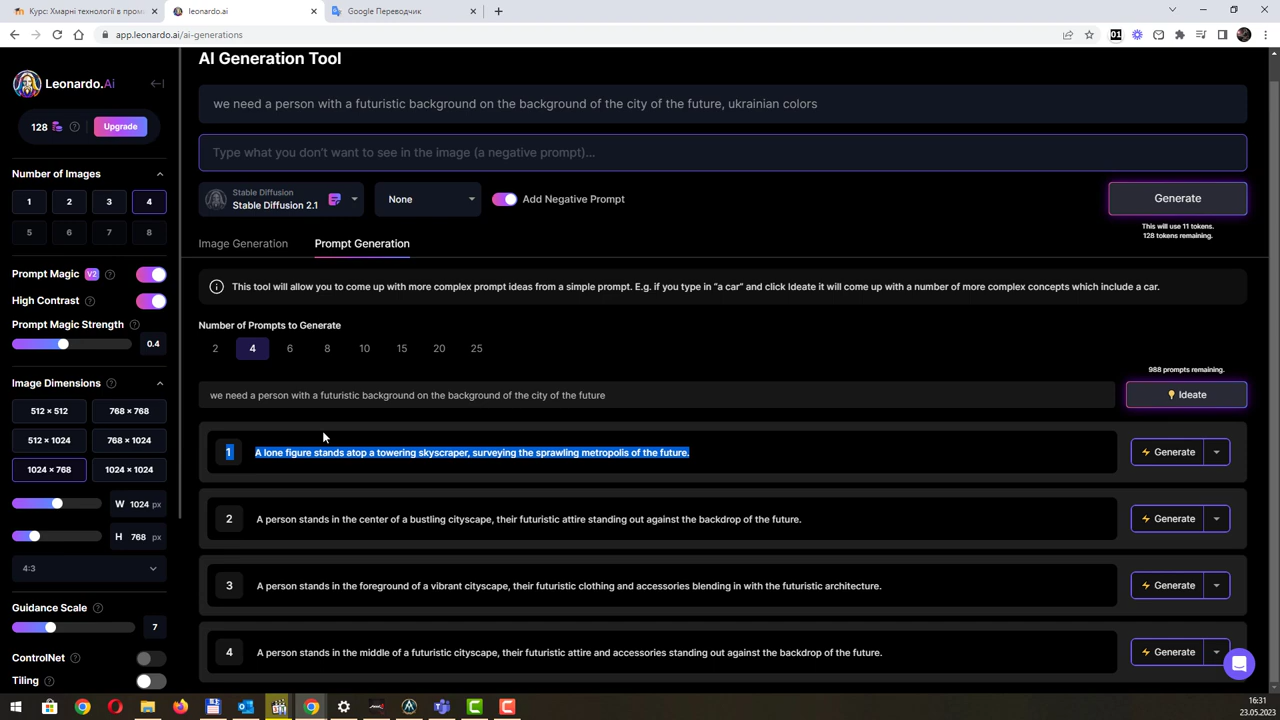 Курс: Хмарні технології в пром
leonardo.ai
Google Переводчик
app.leonardo.ai/ai-generations
01
Leonardo.Ai
128
Upgrade
Number of Images
1
2
3
4
5
6
7
8
Prompt Magic V2
High Contrast
Prompt Magic Strength
0.4
Image Dimensions
512 × 512
768 × 768
512 × 1024
768 × 1024
1024 × 768
1024 × 1024
W 1024 px
H 768 px
4:3
Guidance Scale
7
ControlNet
Tiling
AI Generation Tool
we need a person with a futuristic background on the background of the city of the future, ukrainian colors
Type what you don't want to see in the image (a negative prompt)...
Stable Diffusion
Stable Diffusion 2.1
None
Add Negative Prompt
Generate
This will use 11 tokens.
128 tokens remaining.
Image Generation
Prompt Generation
This tool will allow you to come up with more complex prompt ideas from a simple prompt. E.g. if you type in "a car" and click Ideate it will come up with a number of more complex concepts which include a car.
Number of Prompts to Generate
2
4
6
8
10
15
20
25
988 prompts remaining.
we need a person with a futuristic background on the background of the city of the future
Ideate
1
A lone figure stands atop a towering skyscraper, surveying the sprawling metropolis of the future.
Generate
2
A person stands in the center of a bustling cityscape, their futuristic attire standing out against the backdrop of the future.
Generate
3
A person stands in the foreground of a vibrant cityscape, their futuristic clothing and accessories blending in with the futuristic architecture.
Generate
4
A person stands in the middle of a futuristic cityscape, their futuristic attire and accessories standing out against the backdrop of the future.
Generate
16:31
23.05.2023